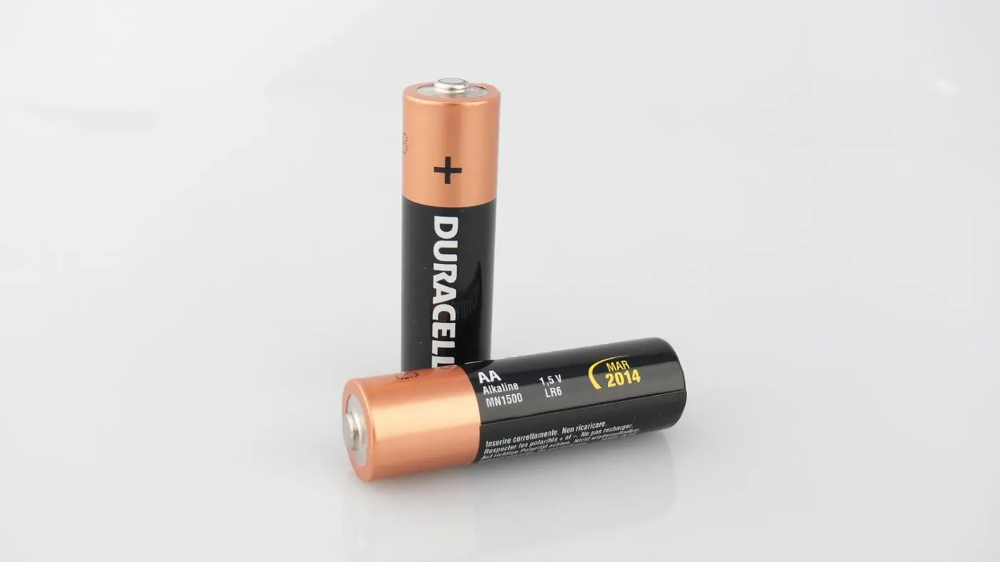 +
DURACELL
AA
Alkaline
MN1500
1,5 V
LR6
MAR
2014
Inserire correttamente. Non ricaricare.
Respecter les polarités + et –. Ne pas recharger.
Auf richtige Polarität achten. Nicht wiederaufladbar.